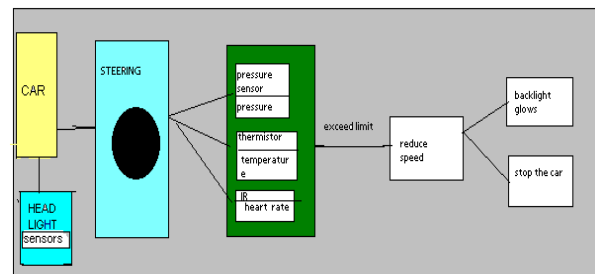 CAR
HEAD
LIGHT
sensors
STEERING
pressure
sensor
pressure
thermistor
temperatur
e
IR
heart rate
exceed limit
reduce
speed
backlight
glows
stop the car